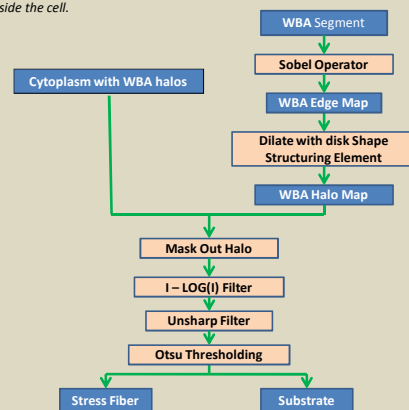 side the cell.
WBA Segment
Sobel Operator
Cytoplasm with WBA halos
WBA Edge Map
Dilate with disk Shape
Structuring Element
WBA Halo Map
Mask Out Halo
I – LOG(I) Filter
Unsharp Filter
Otsu Thresholding
Stress Fiber
Substrate